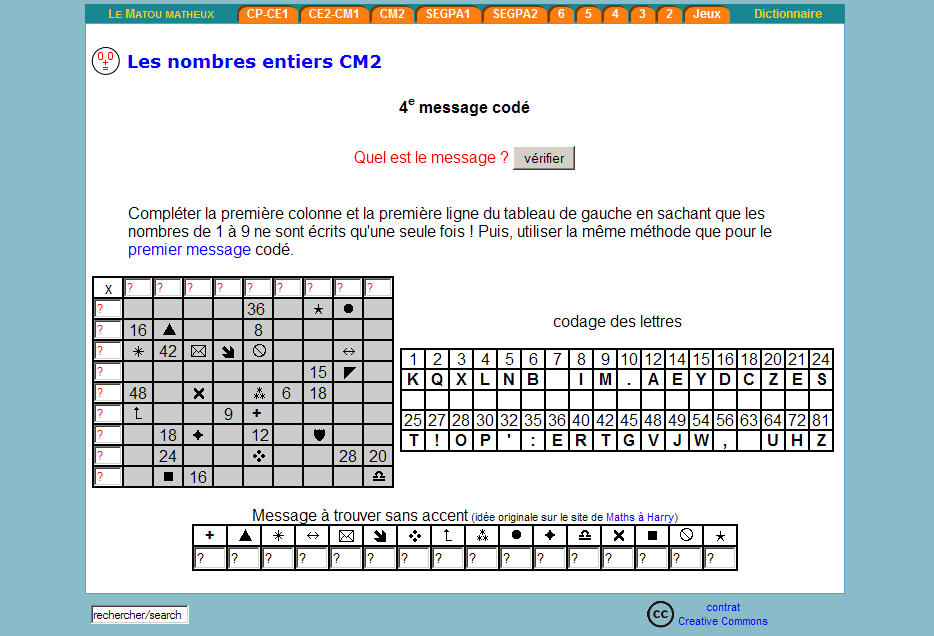 LE MATOU MATHEUX CP-CE1 CE2-CM1 CM2 SEGPA1 SEGPA2 6 5 4 3 2 Jeux Dictionnaire
Les nombres entiers CM2
4e message codé
Quel est le message ? vérifier
Compléter la première colonne et la première ligne du tableau de gauche en sachant que les
nombres de 1 à 9 ne sont écrits qu'une seule fois ! Puis, utiliser la même méthode que pour le
premier message codé.
x ? ? ? ? ? ? ? ? ?
? 36 ★ ●
? 16 ▲ 8
? ✳ 42 ✉ ⬊ 🛇 ↔
? 15 ◤
? 48 ✖ ⁂ 6 18
? ↰ 9 +
? 18 ✦ 12 ♥
? 24 ❖ 28 20
? ■ 16 ♎
codage des lettres
1 2 3 4 5 6 7 8 9 10 12 14 15 16 18 20 21 24
K Q X L N B I M . A E Y D C Z E S
25 27 28 30 32 35 36 40 42 45 48 49 54 56 63 64 72 81
T ! O P ' : E R T G V J W , U H Z
Message à trouver sans accent (idée originale sur le site de Maths à Harry)
+ ▲ ✳ ↔ ✉ ⬊ ❖ ↰ ⁂ ● ✦ ♎ ✖ ■ 🛇 ★
? ? ? ? ? ? ? ? ? ? ? ? ? ? ? ?
rechercher/search
cc
contrat
Creative Commons